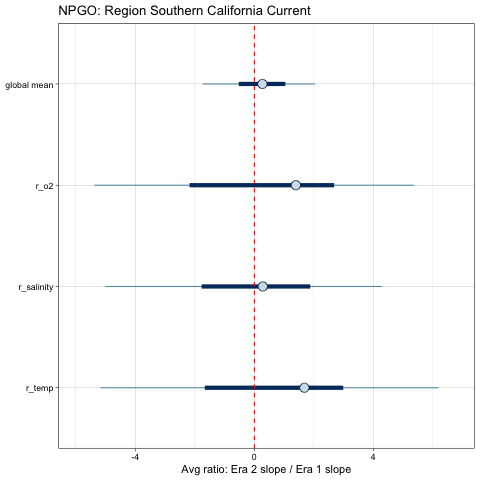 NPGO: Region Southern California Current
global mean
r_o2
r_salinity
r_temp
-4
0
4
Avg ratio: Era 2 slope / Era 1 slope